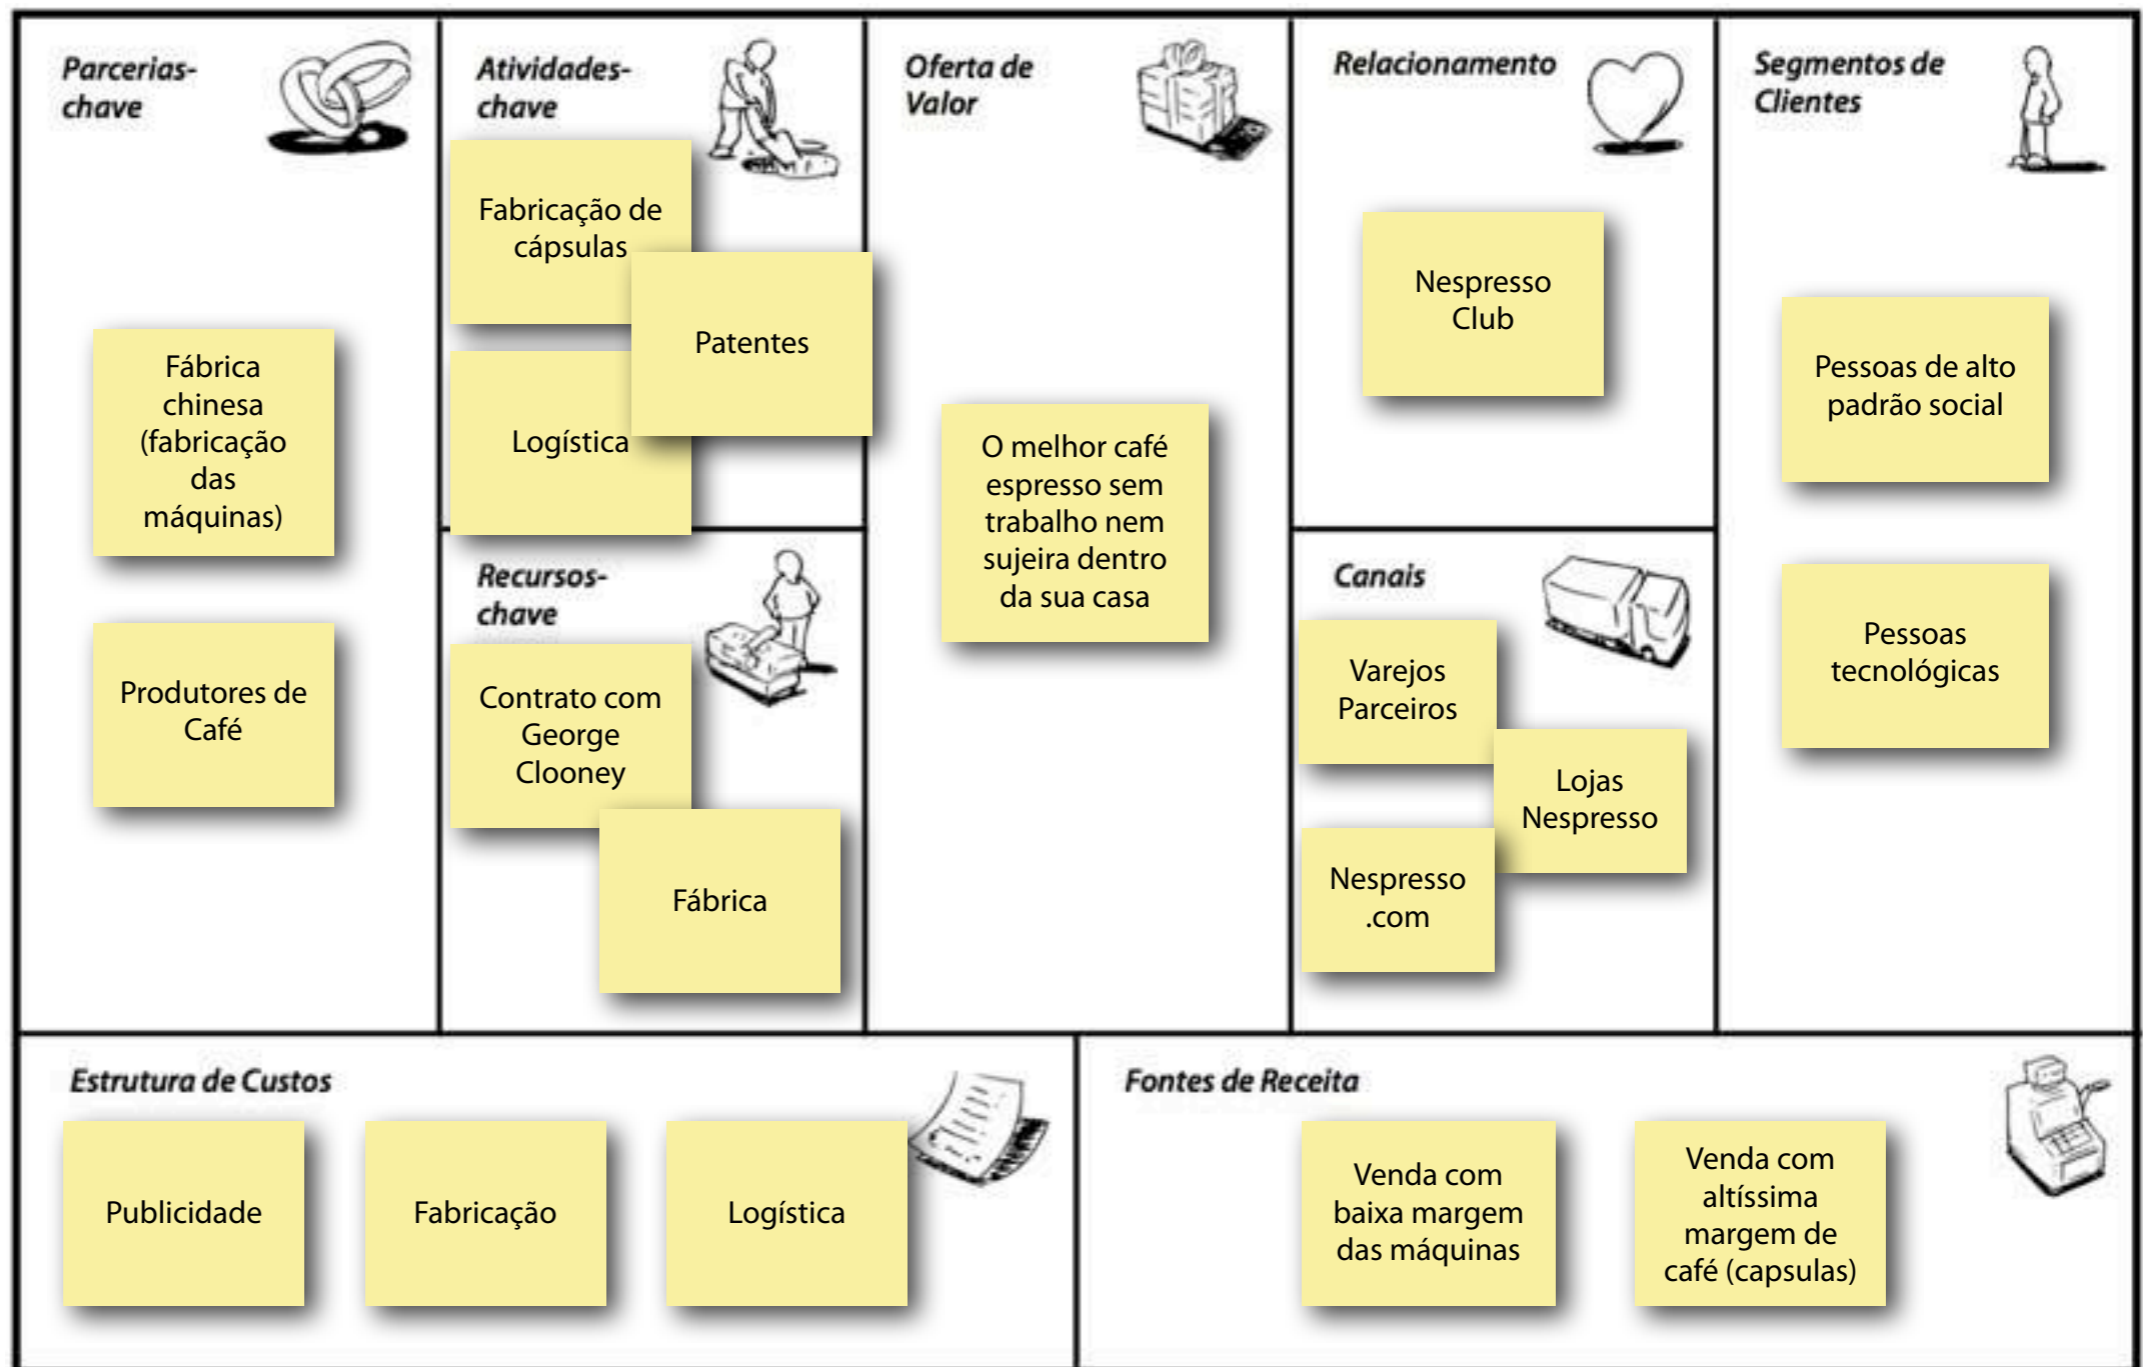 Parcerias-
chave
Fábrica
chinesa
(fabricação
das
máquinas)
Produtores de
Café
Atividades-
chave
Fabricação de
cápsulas
Patentes
Logística
Recursos-
chave
Contrato com
George
Clooney
Fábrica
Oferta de
Valor
O melhor café
espresso sem
trabalho nem
sujeira dentro
da sua casa
Relacionamento
Nespresso
Club
Canais
Varejos
Parceiros
Lojas
Nespresso
Nespresso
.com
Segmentos de
Clientes
Pessoas de alto
padrão social
Pessoas
tecnológicas
Estrutura de Custos
Publicidade
Fabricação
Logística
Fontes de Receita
Venda com
baixa margem
das máquinas
Venda com
altíssima
margem de
café (capsulas)